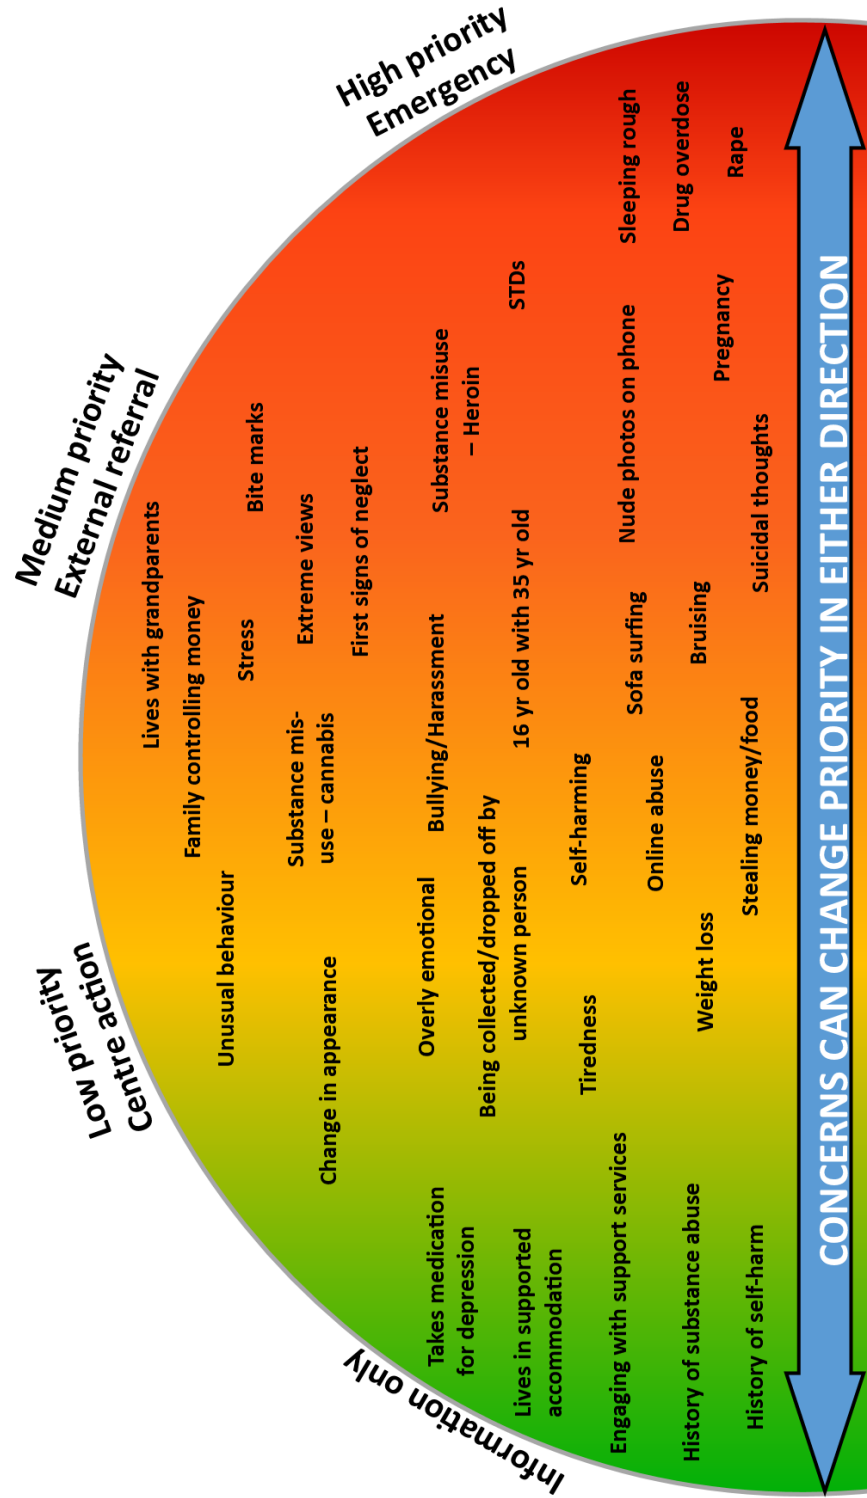 Information only
Low priority
Centre action
Medium priority
External referral
High priority
Emergency
Takes medication
for depression
Lives in supported
accommodation
Engaging with support services
History of substance abuse
History of self-harm
Unusual behaviour
Change in appearance
Overly emotional
Being collected/dropped off by
unknown person
Tiredness
Weight loss
Lives with grandparents
Family controlling money
Stress
Substance mis-
use – cannabis
Bullying/Harassment
16 yr old with 35 yr old
Self-harming
Online abuse
Stealing money/food
Bite marks
Extreme views
First signs of neglect
Substance misuse
– Heroin
Sofa surfing
Bruising
Nude photos on phone
Suicidal thoughts
STDs
Pregnancy
Sleeping rough
Drug overdose
Rape
CONCERNS CAN CHANGE PRIORITY IN EITHER DIRECTION